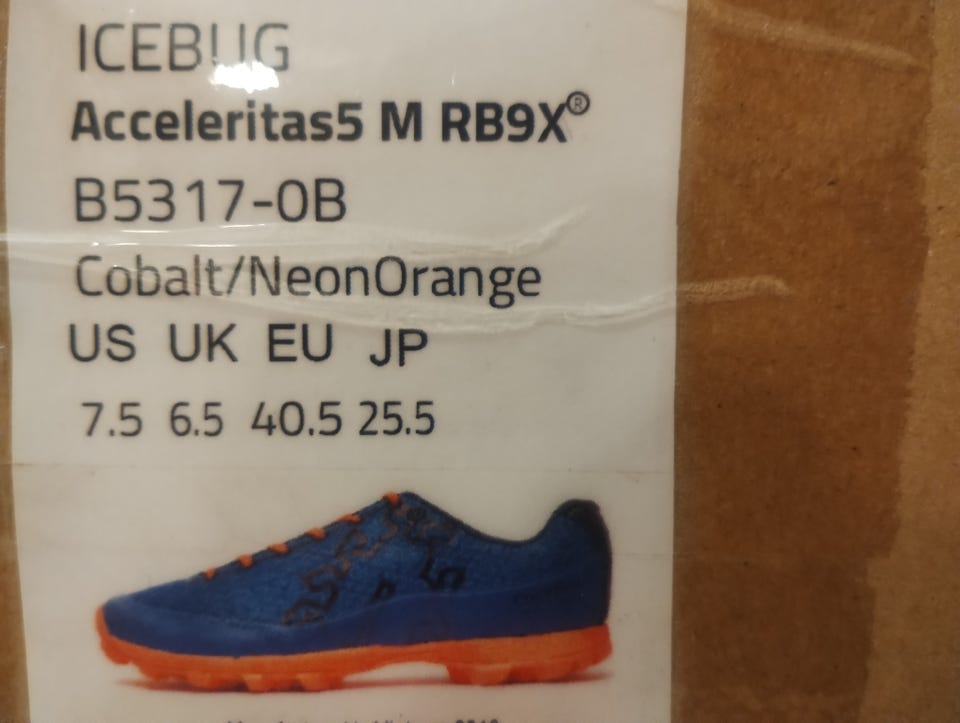 ICEBUG
Acceleritas5 M RB9X®
B5317-0B
Cobalt/NeonOrange
US UK EU JP
7.5 6.5 40.5 25.5